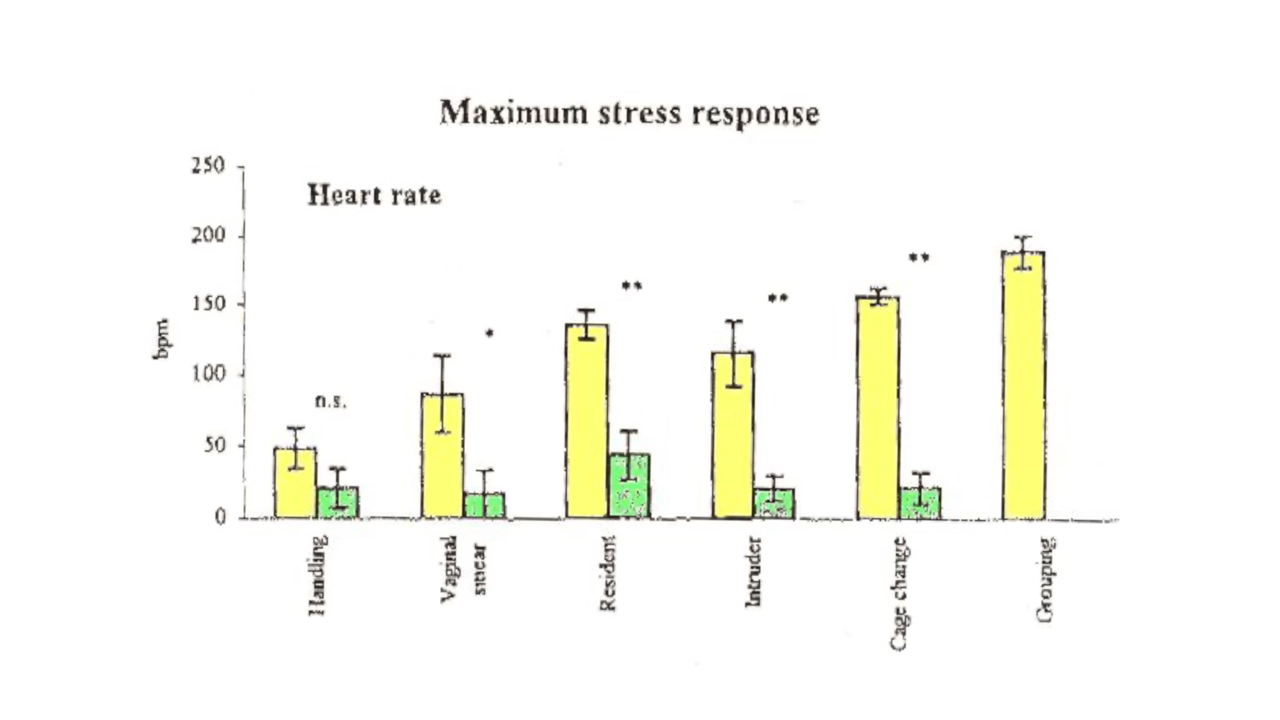 Maximum stress response
250
Heart rate
200
150
100
50
0
bpm
n.s.
*
**
**
**
Handling
Vaginal
smear
Resident
Intruder
Cage change
Grouping